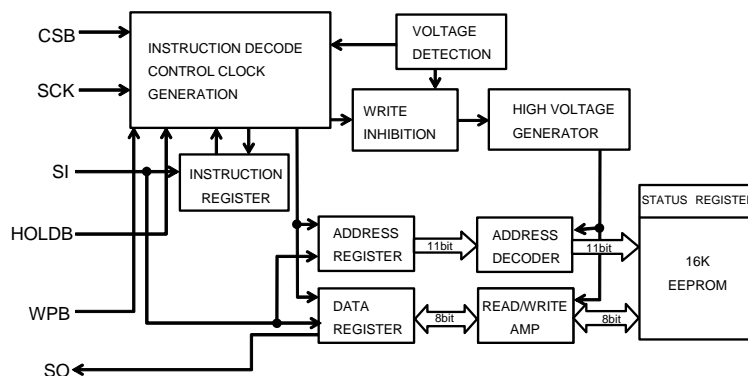 CSB
SCK
SI
HOLDB
WPB
SO
INSTRUCTION DECODE
CONTROL CLOCK
GENERATION
VOLTAGE
DETECTION
WRITE
INHIBITION
HIGH VOLTAGE
GENERATOR
INSTRUCTION
REGISTER
ADDRESS
REGISTER
11bit
ADDRESS
DECODER
11bit
DATA
REGISTER
8bit
READ/WRITE
AMP
8bit
STATUS REGISTER
16K
EEPROM